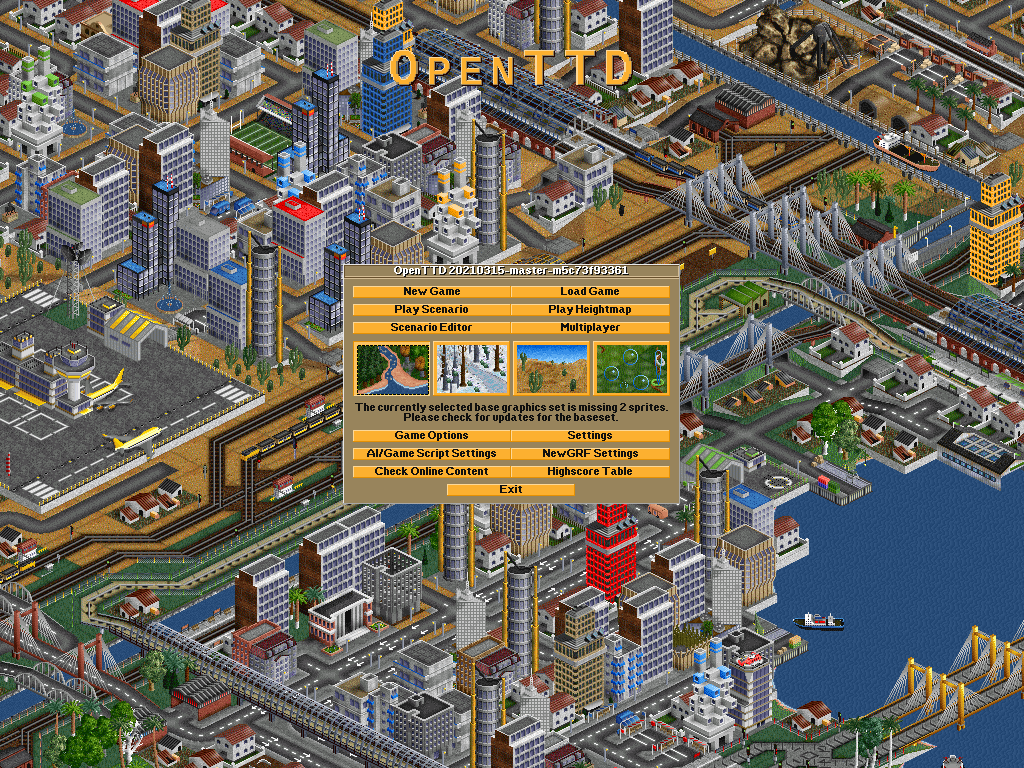 OPENTTD
OpenTTD 20210315-master-m5c73f93361
New Game
Load Game
Play Scenario
Play Heightmap
Scenario Editor
Multiplayer
The currently selected base graphics set is missing 2 sprites.
Please check for updates for the baseset.
Game Options
Settings
AI/Game Script Settings
NewGRF Settings
Check Online Content
Highscore Table
Exit